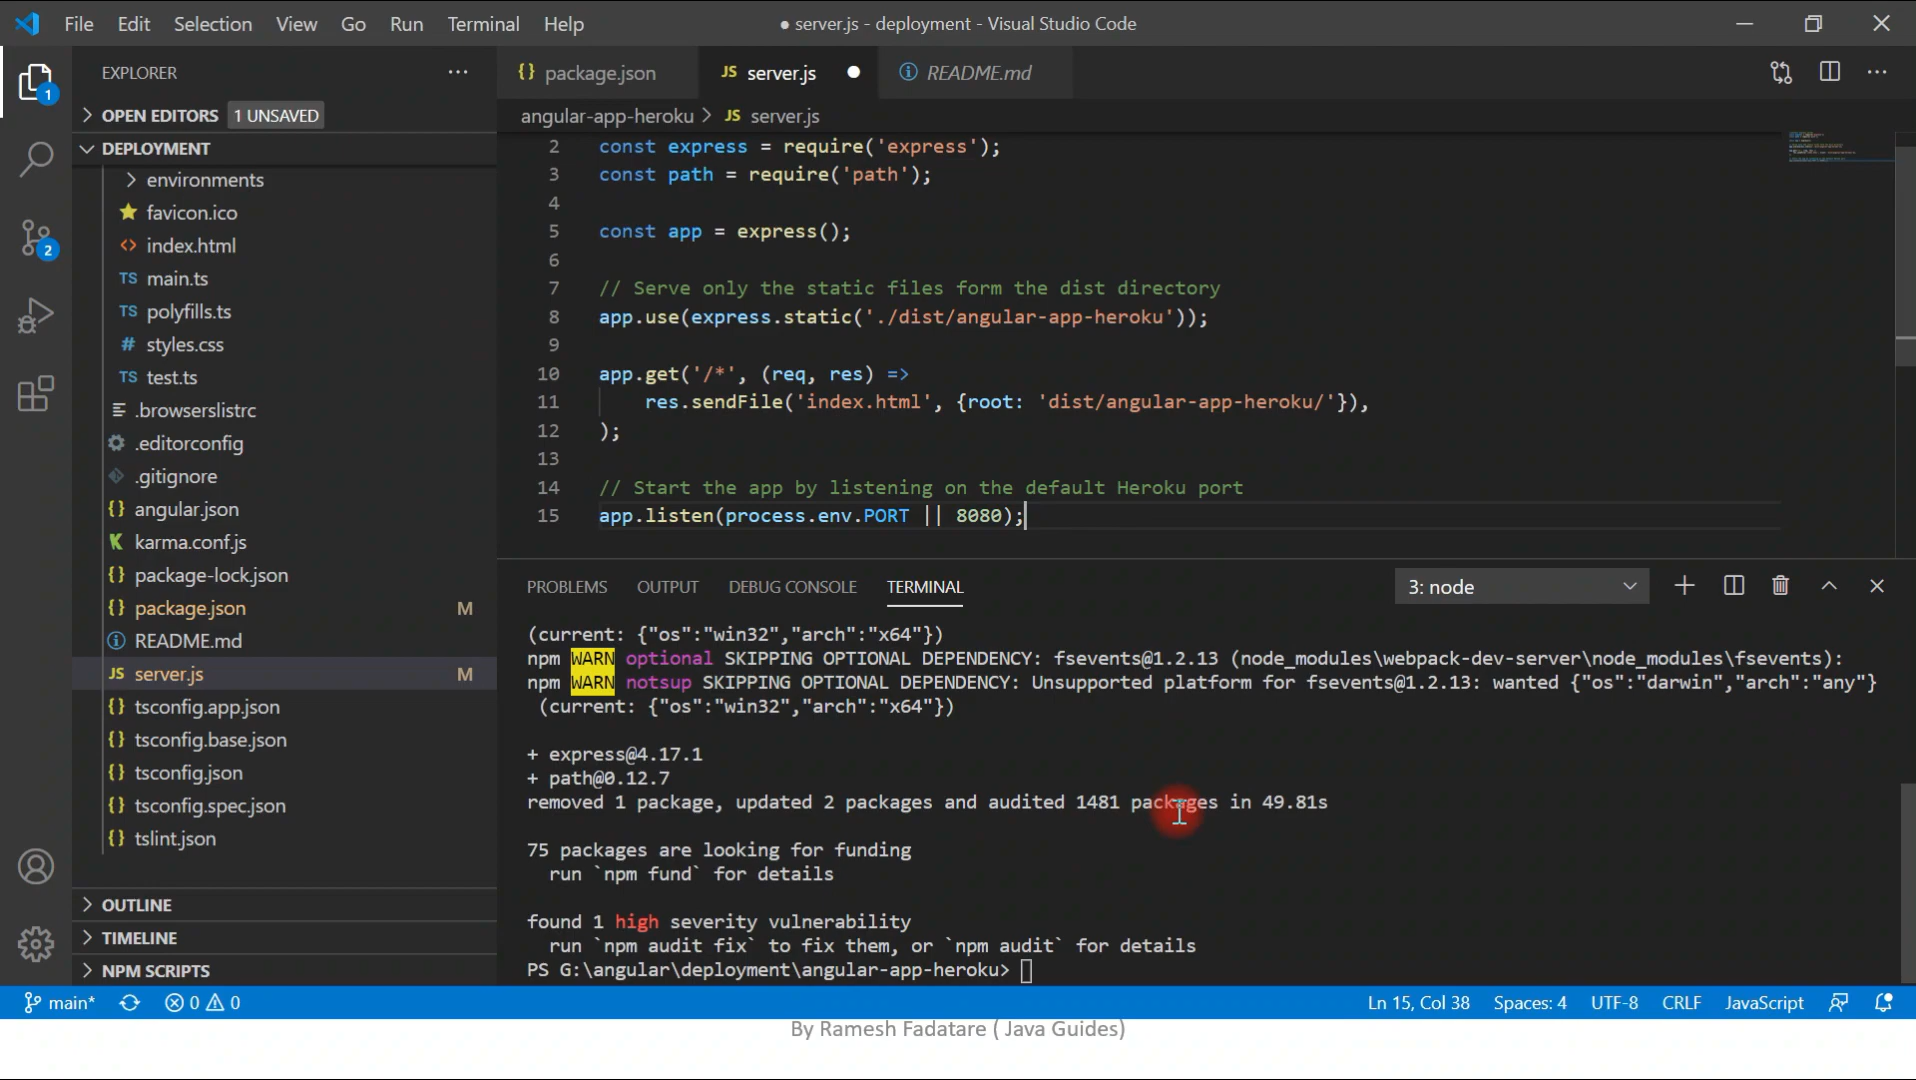 File Edit Selection View Go Run Terminal Help
● server.js - deployment - Visual Studio Code
EXPLORER
1
OPEN EDITORS 1 UNSAVED
DEPLOYMENT
environments
favicon.ico
index.html
main.ts
polyfills.ts
styles.css
test.ts
.browserslistrc
.editorconfig
.gitignore
angular.json
karma.conf.js
package-lock.json
package.json M
README.md
server.js M
tsconfig.app.json
tsconfig.base.json
tsconfig.json
tsconfig.spec.json
tslint.json
OUTLINE
TIMELINE
NPM SCRIPTS
2
package.json
JS server.js
README.md
angular-app-heroku > JS server.js
2 const express = require('express');
3 const path = require('path');
4
5 const app = express();
6
7 // Serve only the static files form the dist directory
8 app.use(express.static('./dist/angular-app-heroku'));
9
10 app.get('/*', (req, res) =>
11 res.sendFile('index.html', {root: 'dist/angular-app-heroku/'}),
12 );
13
14 // Start the app by listening on the default Heroku port
15 app.listen(process.env.PORT || 8080);
PROBLEMS OUTPUT DEBUG CONSOLE TERMINAL
3: node
(current: {"os":"win32","arch":"x64"})
npm WARN optional SKIPPING OPTIONAL DEPENDENCY: fsevents@1.2.13 (node_modules\webpack-dev-server\node_modules\fsevents):
npm WARN notsup SKIPPING OPTIONAL DEPENDENCY: Unsupported platform for fsevents@1.2.13: wanted {"os":"darwin","arch":"any"}
(current: {"os":"win32","arch":"x64"})
+ express@4.17.1
+ path@0.12.7
removed 1 package, updated 2 packages and audited 1481 packages in 49.81s
75 packages are looking for funding
run `npm fund` for details
found 1 high severity vulnerability
run `npm audit fix` to fix them, or `npm audit` for details
PS G:\angular\deployment\angular-app-heroku>
main* 0 0
Ln 15, Col 38 Spaces: 4 UTF-8 CRLF JavaScript
By Ramesh Fadatare ( Java Guides)